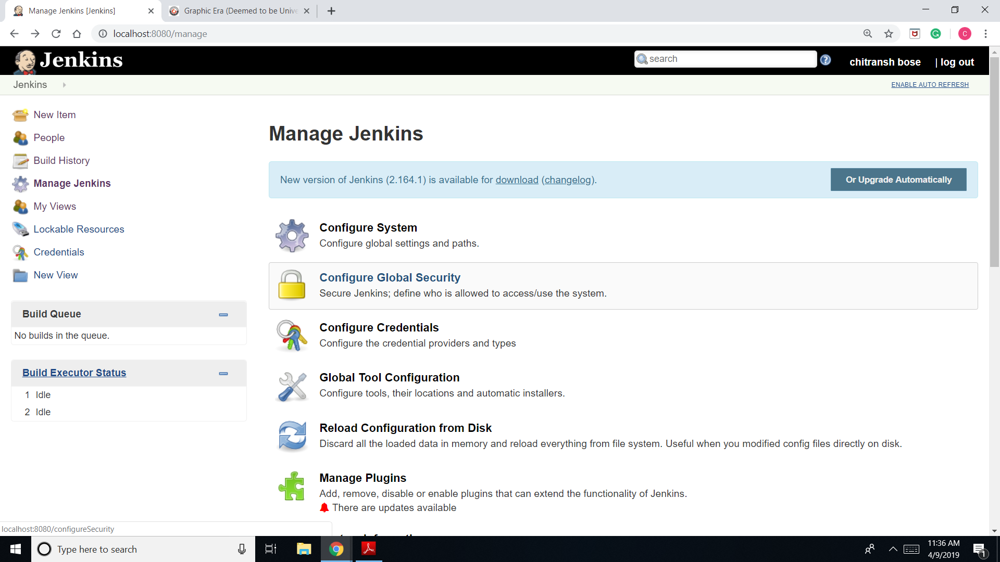 Manage Jenkins [Jenkins]
Graphic Era (Deemed to be Unive
localhost:8080/manage
C
Jenkins
search
chitransh bose
| log out
Jenkins
ENABLE AUTO REFRESH
New Item
People
Build History
Manage Jenkins
My Views
Lockable Resources
Credentials
New View
Build Queue
No builds in the queue.
Build Executor Status
1 Idle
2 Idle
Manage Jenkins
New version of Jenkins (2.164.1) is available for download (changelog).
Or Upgrade Automatically
Configure System
Configure global settings and paths.
Configure Global Security
Secure Jenkins; define who is allowed to access/use the system.
Configure Credentials
Configure the credential providers and types
Global Tool Configuration
Configure tools, their locations and automatic installers.
Reload Configuration from Disk
Discard all the loaded data in memory and reload everything from file system. Useful when you modified config files directly on disk.
Manage Plugins
Add, remove, disable or enable plugins that can extend the functionality of Jenkins.
There are updates available
localhost:8080/configureSecurity
Type here to search
11:36 AM
4/9/2019
1